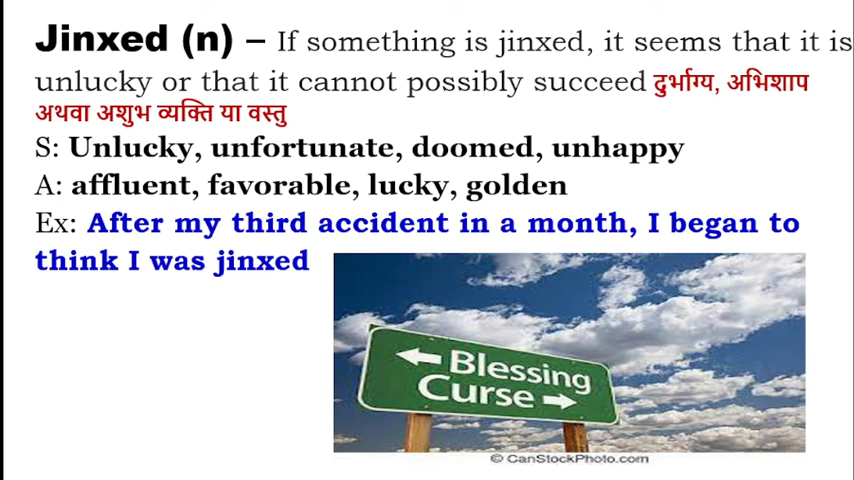 Jinxed (n) – If something is jinxed, it seems that it is
unlucky or that it cannot possibly succeed दुर्भाग्य, अभिशाप
अथवा अशुभ व्यक्ति या वस्तु
S: Unlucky, unfortunate, doomed, unhappy
A: affluent, favorable, lucky, golden
Ex: After my third accident in a month, I began to
think I was jinxed
Blessing
Curse
© CanStockPhoto.com